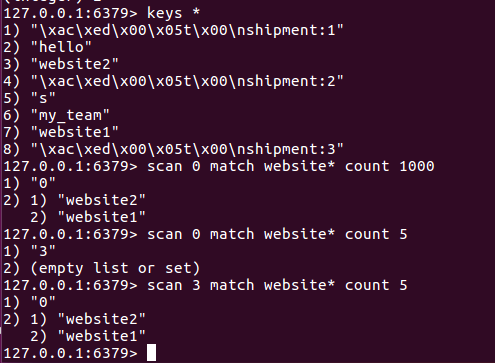 127.0.0.1:6379> keys *
1) "\xac\xed\x00\x05t\x00\nshipment:1"
2) "hello"
3) "website2"
4) "\xac\xed\x00\x05t\x00\nshipment:2"
5) "s"
6) "my_team"
7) "website1"
8) "\xac\xed\x00\x05t\x00\nshipment:3"
127.0.0.1:6379> scan 0 match website* count 1000
1) "0"
2) 1) "website2"
   2) "website1"
127.0.0.1:6379> scan 0 match website* count 5
1) "3"
2) (empty list or set)
127.0.0.1:6379> scan 3 match website* count 5
1) "0"
2) 1) "website2"
   2) "website1"
127.0.0.1:6379>